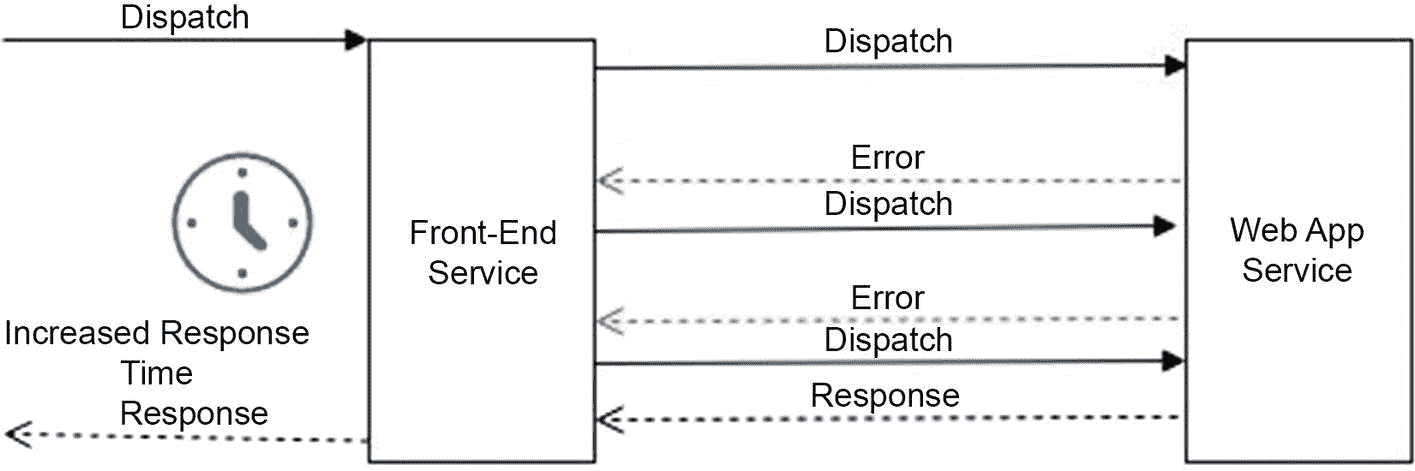 Dispatch
Dispatch
Error
Dispatch
Front-End
Service
Web App
Service
Error
Increased Response
Time
Response
Dispatch
Response